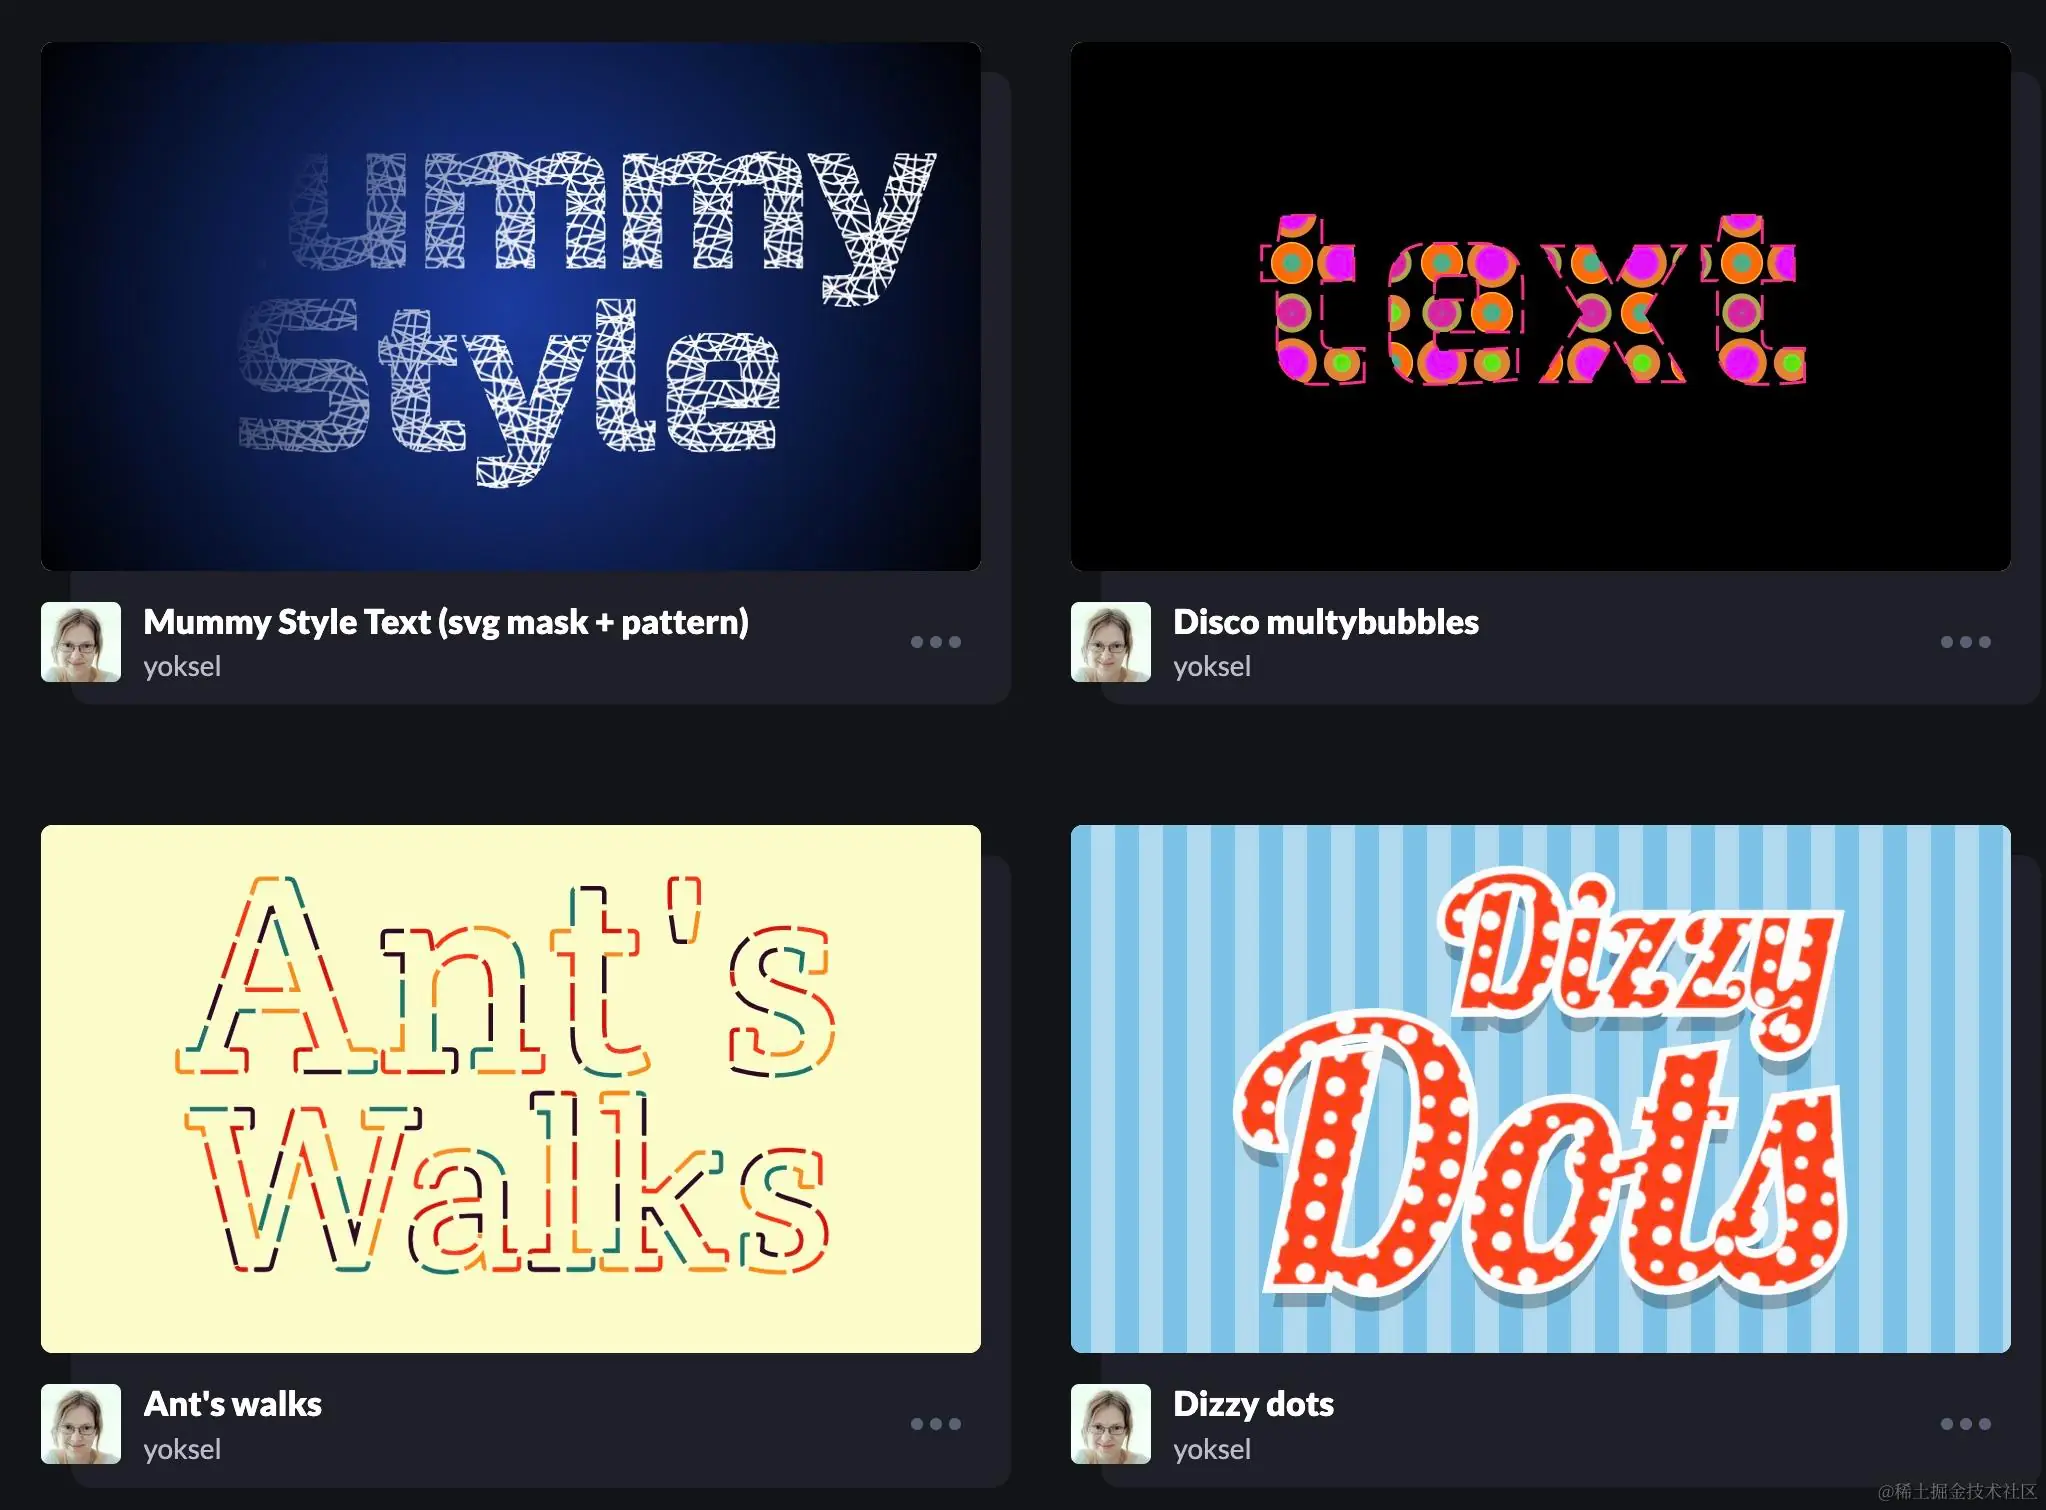 ummy
Style
Mummy Style Text (svg mask + pattern)
yoksel
text
Disco multybubbles
yoksel
Ant's
Walks
Ant's walks
yoksel
Dizzy
Dots
Dizzy dots
yoksel
@稀土掘金技术社区